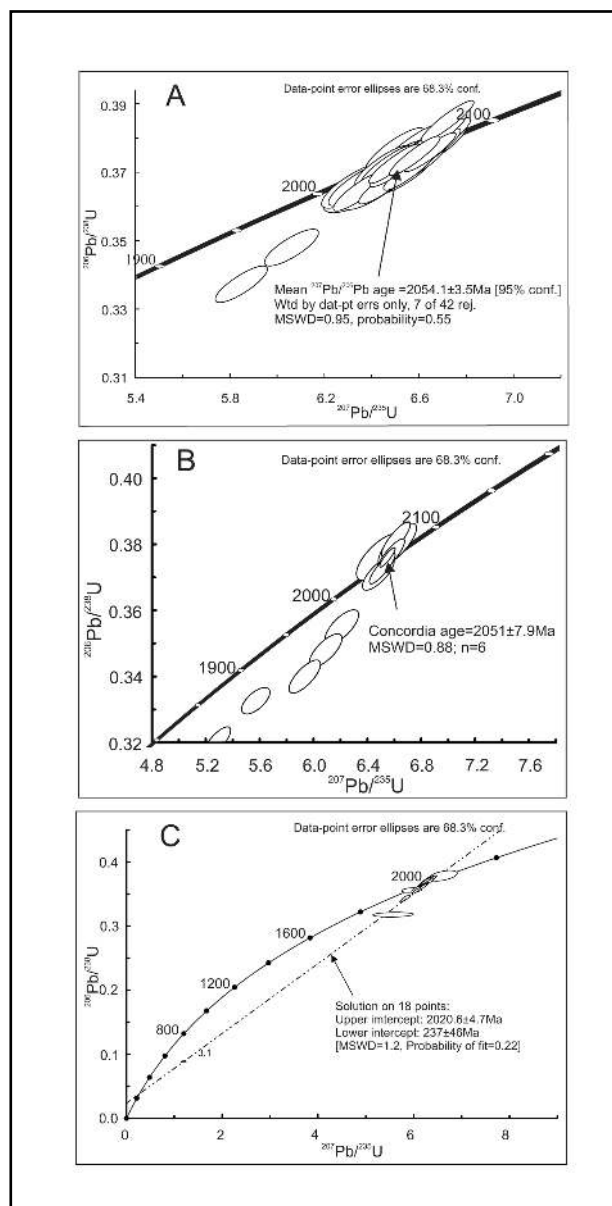 A
Data-point error ellipses are 68.3% conf.
0.39
0.37
0.35
0.33
0.31
2100
2000
1900
Mean ²⁰⁷Pb/²⁰⁶Pb age =2054.1±3.5Ma [95% conf.]
Wtd by dat-pt errs only, 7 of 42 rej.
MSWD=0.95, probability=0.55
5.4 5.8 6.2 6.6 7.0
²⁰⁷Pb/²³⁵U
²⁰⁶Pb/²³⁸U
B
Data-point error ellipses are 68.3% conf.
0.40
0.38
0.36
0.34
0.32
2100
2000
1900
Concordia age=2051±7.9Ma
MSWD=0.88; n=6
4.8 5.2 5.6 6.0 6.4 6.8 7.2 7.6
²⁰⁷Pb/²³⁵U
²⁰⁶Pb/²³⁸U
C
Data-point error ellipses are 68.3% conf.
0.4
0.3
0.2
0.1
0.0
2000
1600
1200
800
Solution on 18 points:
Upper imtercept: 2020.6±4.7Ma
Lower intercept: 237±46Ma
[MSWD=1.2, Probability of fit=0.22]
0 2 4 6 8
²⁰⁷Pb/²³⁵U
²⁰⁶Pb/²³⁸U